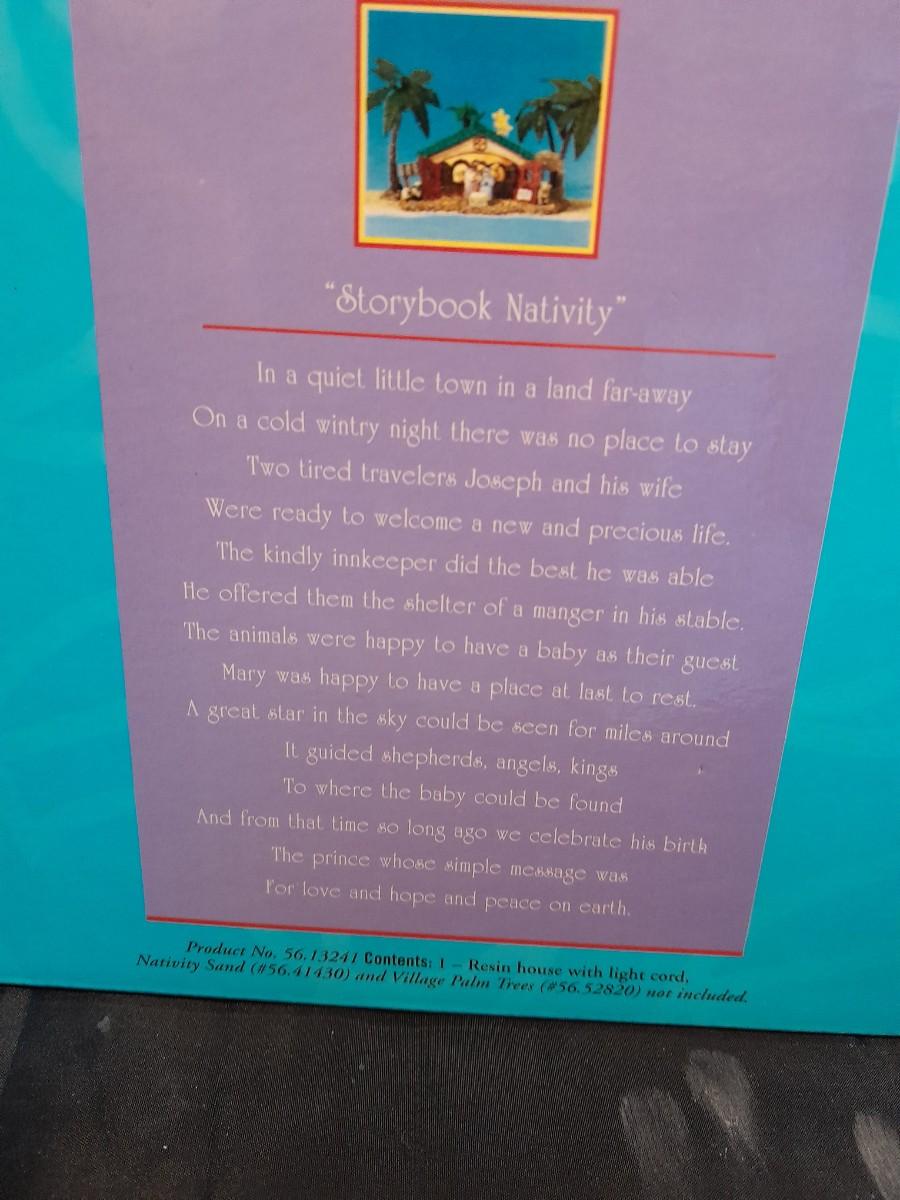 "Storybook Nativity"
In a quiet little town in a land far-away
On a cold wintry night there was no place to stay
Two tired travelers Joseph and his wife
Were ready to welcome a new and precious life.
The kindly innkeeper did the best he was able
He offered them the shelter of a manger in his stable.
The animals were happy to have a baby as their guest
Mary was happy to have a place at last to rest.
A great star in the sky could be seen for miles around
It guided shepherds, angels, kings
To where the baby could be found
And from that time so long ago we celebrate his birth
The prince whose simple message was
For love and hope and peace on earth.
Product No. 56.13241 Contents: 1 – Resin house with light cord,
Nativity Sand (#56.41430) and Village Palm Trees (#56.52820) not included.